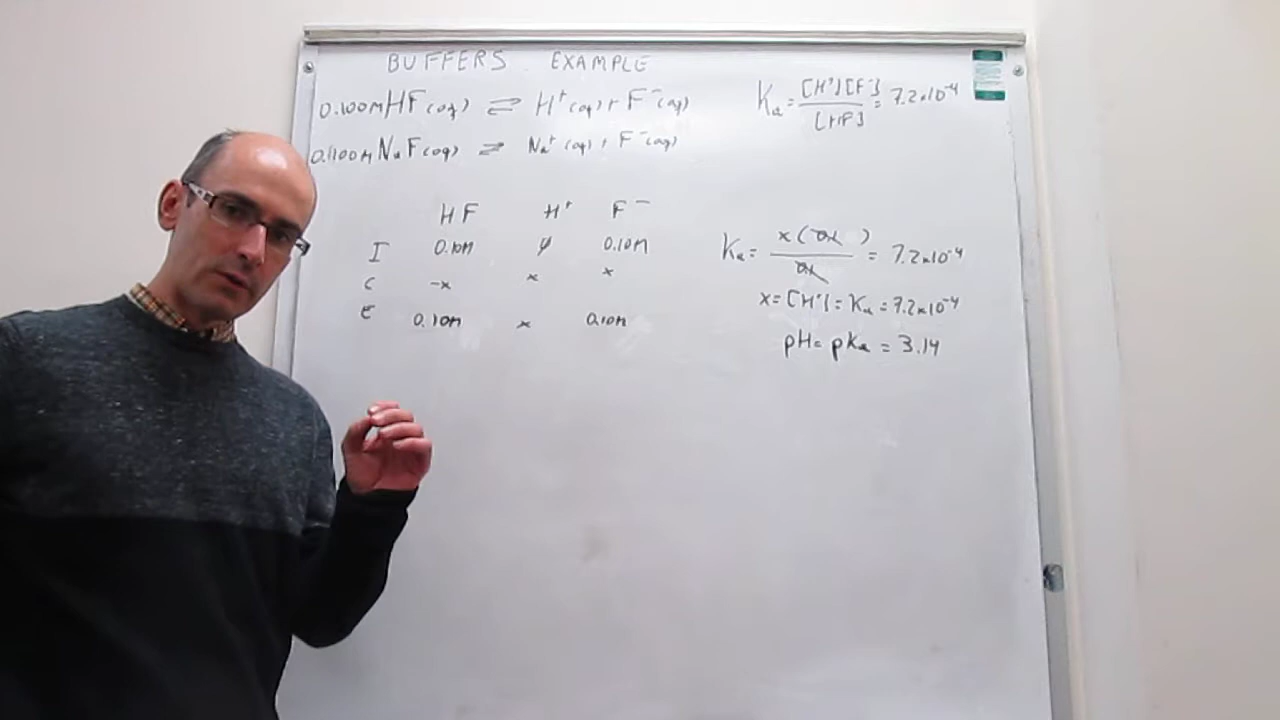 BUFFERS EXAMPLE
0.100M HF(aq) ⇌ H⁺(aq) + F⁻(aq)
0.100M NaF(aq) ⇌ Na⁺(aq) + F⁻(aq)
Ka = [H⁺][F⁻] / [HF] = 7.2×10⁻⁴
HF H⁺ F⁻
I 0.10M ∅ 0.10M
C -x x x
E 0.10M x 0.10M
Ka = x(0.1) / 0.1 = 7.2×10⁻⁴
x = [H⁺] = Ka = 7.2×10⁻⁴
pH = pKa = 3.14